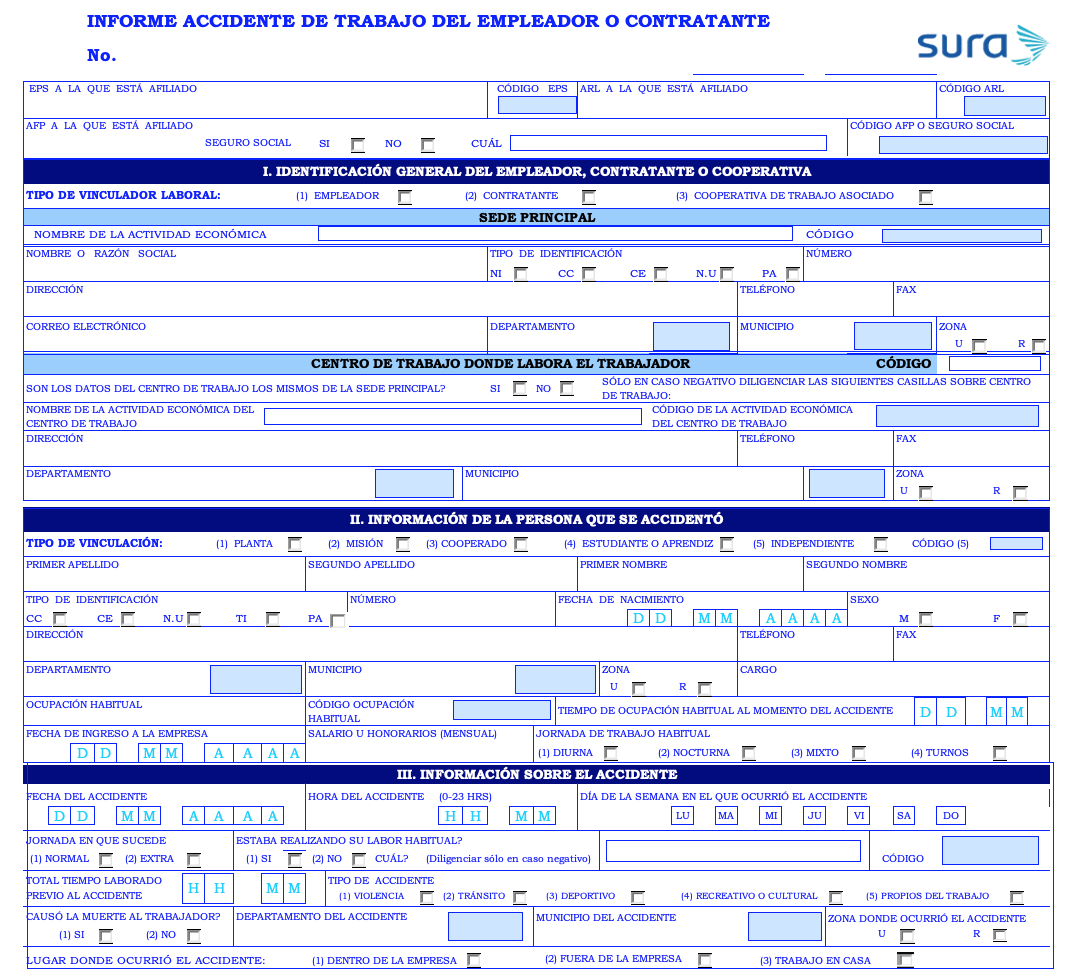 INFORME ACCIDENTE DE TRABAJO DEL EMPLEADOR O CONTRATANTE
No.
sura
EPS A LA QUE ESTÁ AFILIADO CÓDIGO EPS ARL A LA QUE ESTÁ AFILIADO CÓDIGO ARL
AFP A LA QUE ESTÁ AFILIADO CÓDIGO AFP O SEGURO SOCIAL
SEGURO SOCIAL SI NO CUÁL
I. IDENTIFICACIÓN GENERAL DEL EMPLEADOR, CONTRATANTE O COOPERATIVA
TIPO DE VINCULADOR LABORAL: (1) EMPLEADOR (2) CONTRATANTE (3) COOPERATIVA DE TRABAJO ASOCIADO
SEDE PRINCIPAL
NOMBRE DE LA ACTIVIDAD ECONÓMICA CÓDIGO
NOMBRE O RAZÓN SOCIAL TIPO DE IDENTIFICACIÓN NÚMERO
NI CC CE N.U PA
DIRECCIÓN TELÉFONO FAX
CORREO ELECTRÓNICO DEPARTAMENTO MUNICIPIO ZONA
U R
CENTRO DE TRABAJO DONDE LABORA EL TRABAJADOR CÓDIGO
SON LOS DATOS DEL CENTRO DE TRABAJO LOS MISMOS DE LA SEDE PRINCIPAL? SI NO SÓLO EN CASO NEGATIVO DILIGENCIAR LAS SIGUIENTES CASILLAS SOBRE CENTRO
DE TRABAJO:
NOMBRE DE LA ACTIVIDAD ECONÓMICA DEL CÓDIGO DE LA ACTIVIDAD ECONÓMICA
CENTRO DE TRABAJO DEL CENTRO DE TRABAJO
DIRECCIÓN TELÉFONO FAX
DEPARTAMENTO MUNICIPIO ZONA
U R
II. INFORMACIÓN DE LA PERSONA QUE SE ACCIDENTÓ
TIPO DE VINCULACIÓN: (1) PLANTA (2) MISIÓN (3) COOPERADO (4) ESTUDIANTE O APRENDIZ (5) INDEPENDIENTE CÓDIGO (5)
PRIMER APELLIDO SEGUNDO APELLIDO PRIMER NOMBRE SEGUNDO NOMBRE
TIPO DE IDENTIFICACIÓN NÚMERO FECHA DE NACIMIENTO SEXO
CC CE N.U TI PA D D M M A A A A M F
DIRECCIÓN TELÉFONO FAX
DEPARTAMENTO MUNICIPIO ZONA CARGO
U R
OCUPACIÓN HABITUAL CÓDIGO OCUPACIÓN TIEMPO DE OCUPACIÓN HABITUAL AL MOMENTO DEL ACCIDENTE D D M M
HABITUAL
FECHA DE INGRESO A LA EMPRESA SALARIO U HONORARIOS (MENSUAL) JORNADA DE TRABAJO HABITUAL
D D M M A A A A (1) DIURNA (2) NOCTURNA (3) MIXTO (4) TURNOS
III. INFORMACIÓN SOBRE EL ACCIDENTE
FECHA DEL ACCIDENTE HORA DEL ACCIDENTE (0-23 HRS) DÍA DE LA SEMANA EN EL QUE OCURRIÓ EL ACCIDENTE
D D M M A A A A H H M M LU MA MI JU VI SA DO
JORNADA EN QUE SUCEDE ESTABA REALIZANDO SU LABOR HABITUAL?
(1) NORMAL (2) EXTRA (1) SI (2) NO CUÁL? (Diligenciar sólo en caso negativo) CÓDIGO
TOTAL TIEMPO LABORADO H H M M TIPO DE ACCIDENTE
PREVIO AL ACCIDENTE (1) VIOLENCIA (2) TRÁNSITO (3) DEPORTIVO (4) RECREATIVO O CULTURAL (5) PROPIOS DEL TRABAJO
CAUSÓ LA MUERTE AL TRABAJADOR? DEPARTAMENTO DEL ACCIDENTE MUNICIPIO DEL ACCIDENTE ZONA DONDE OCURRIÓ EL ACCIDENTE
(1) SI (2) NO U R
LUGAR DONDE OCURRIÓ EL ACCIDENTE: (1) DENTRO DE LA EMPRESA (2) FUERA DE LA EMPRESA (3) TRABAJO EN CASA